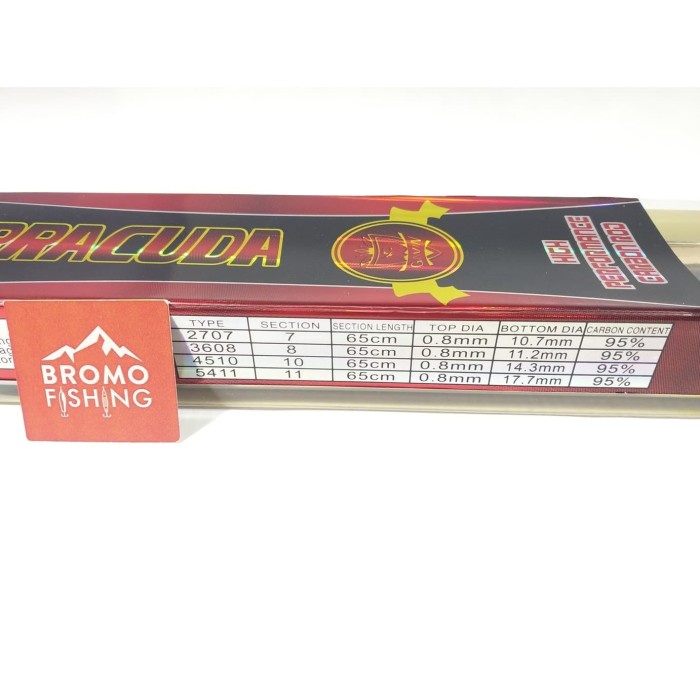 RRACUDA
HIGH
PERFORMANCE
TYPE SECTION SECTION LENGTH TOP DIA BOTTOM DIA CARBON CONTENT
2707 7 65cm 0.8mm 10.7mm 95%
3608 8 65cm 0.8mm 11.2mm 95%
4510 10 65cm 0.8mm 14.3mm 95%
5411 11 65cm 0.8mm 17.7mm 95%
BROMO
FISHING